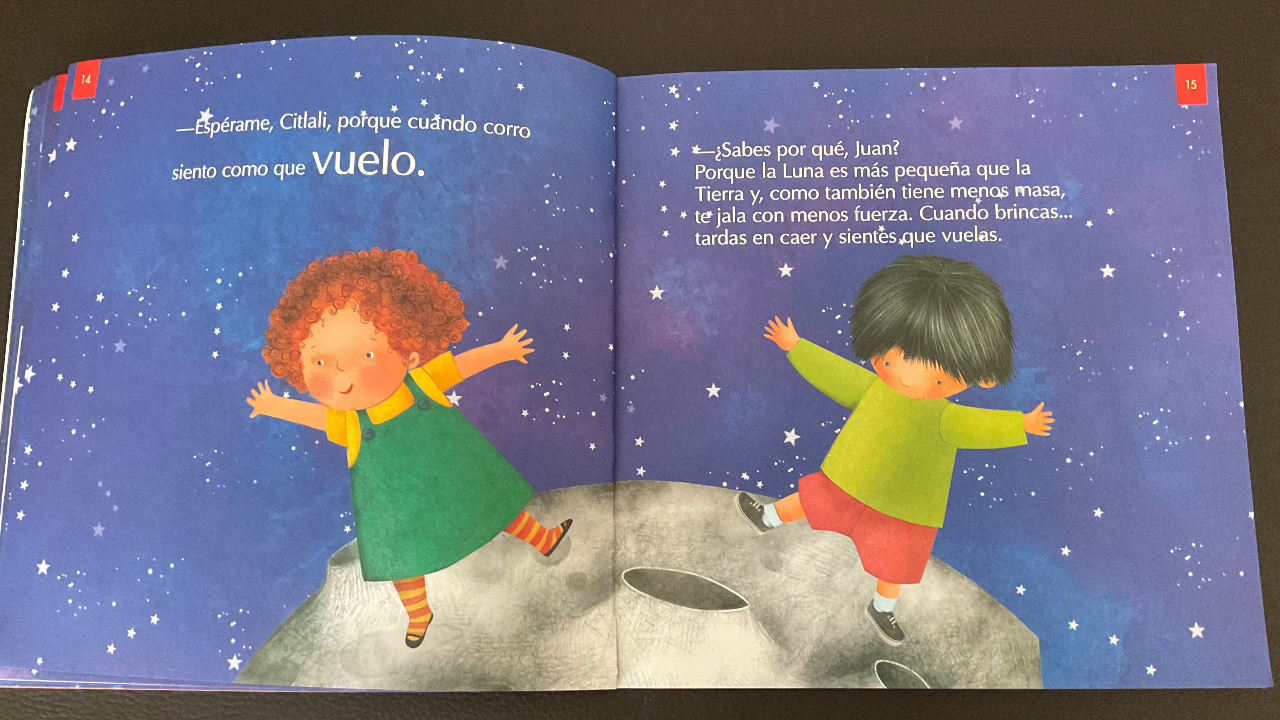 14
—Espérame, Citlali, porque cuando corro
siento como que vuelo.
15
—¿Sabes por qué, Juan?
Porque la Luna es más pequeña que la
Tierra y, como también tiene menos masa,
te jala con menos fuerza. Cuando brincas...
tardas en caer y sientes que vuelas.